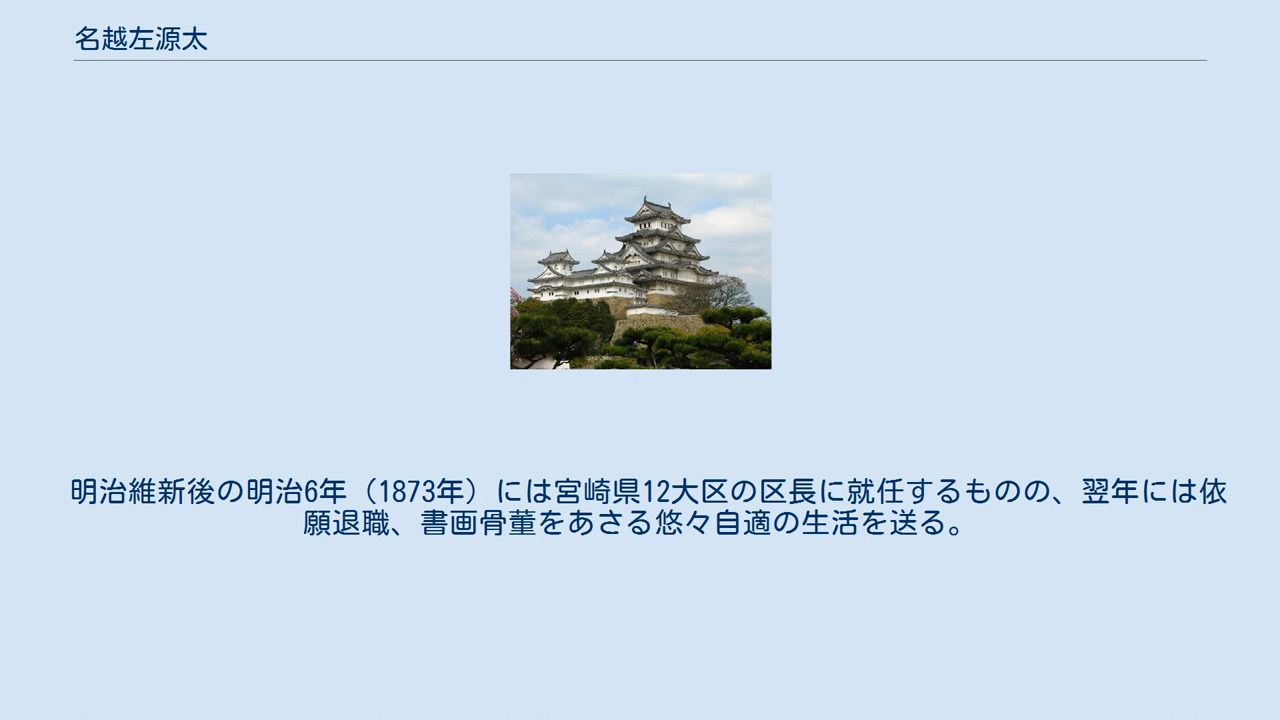 名越左源太
明治維新後の明治6年（1873年）には宮崎県12大区の区長に就任するものの、翌年には依
願退職、書画骨董をあさる悠々自適の生活を送る。